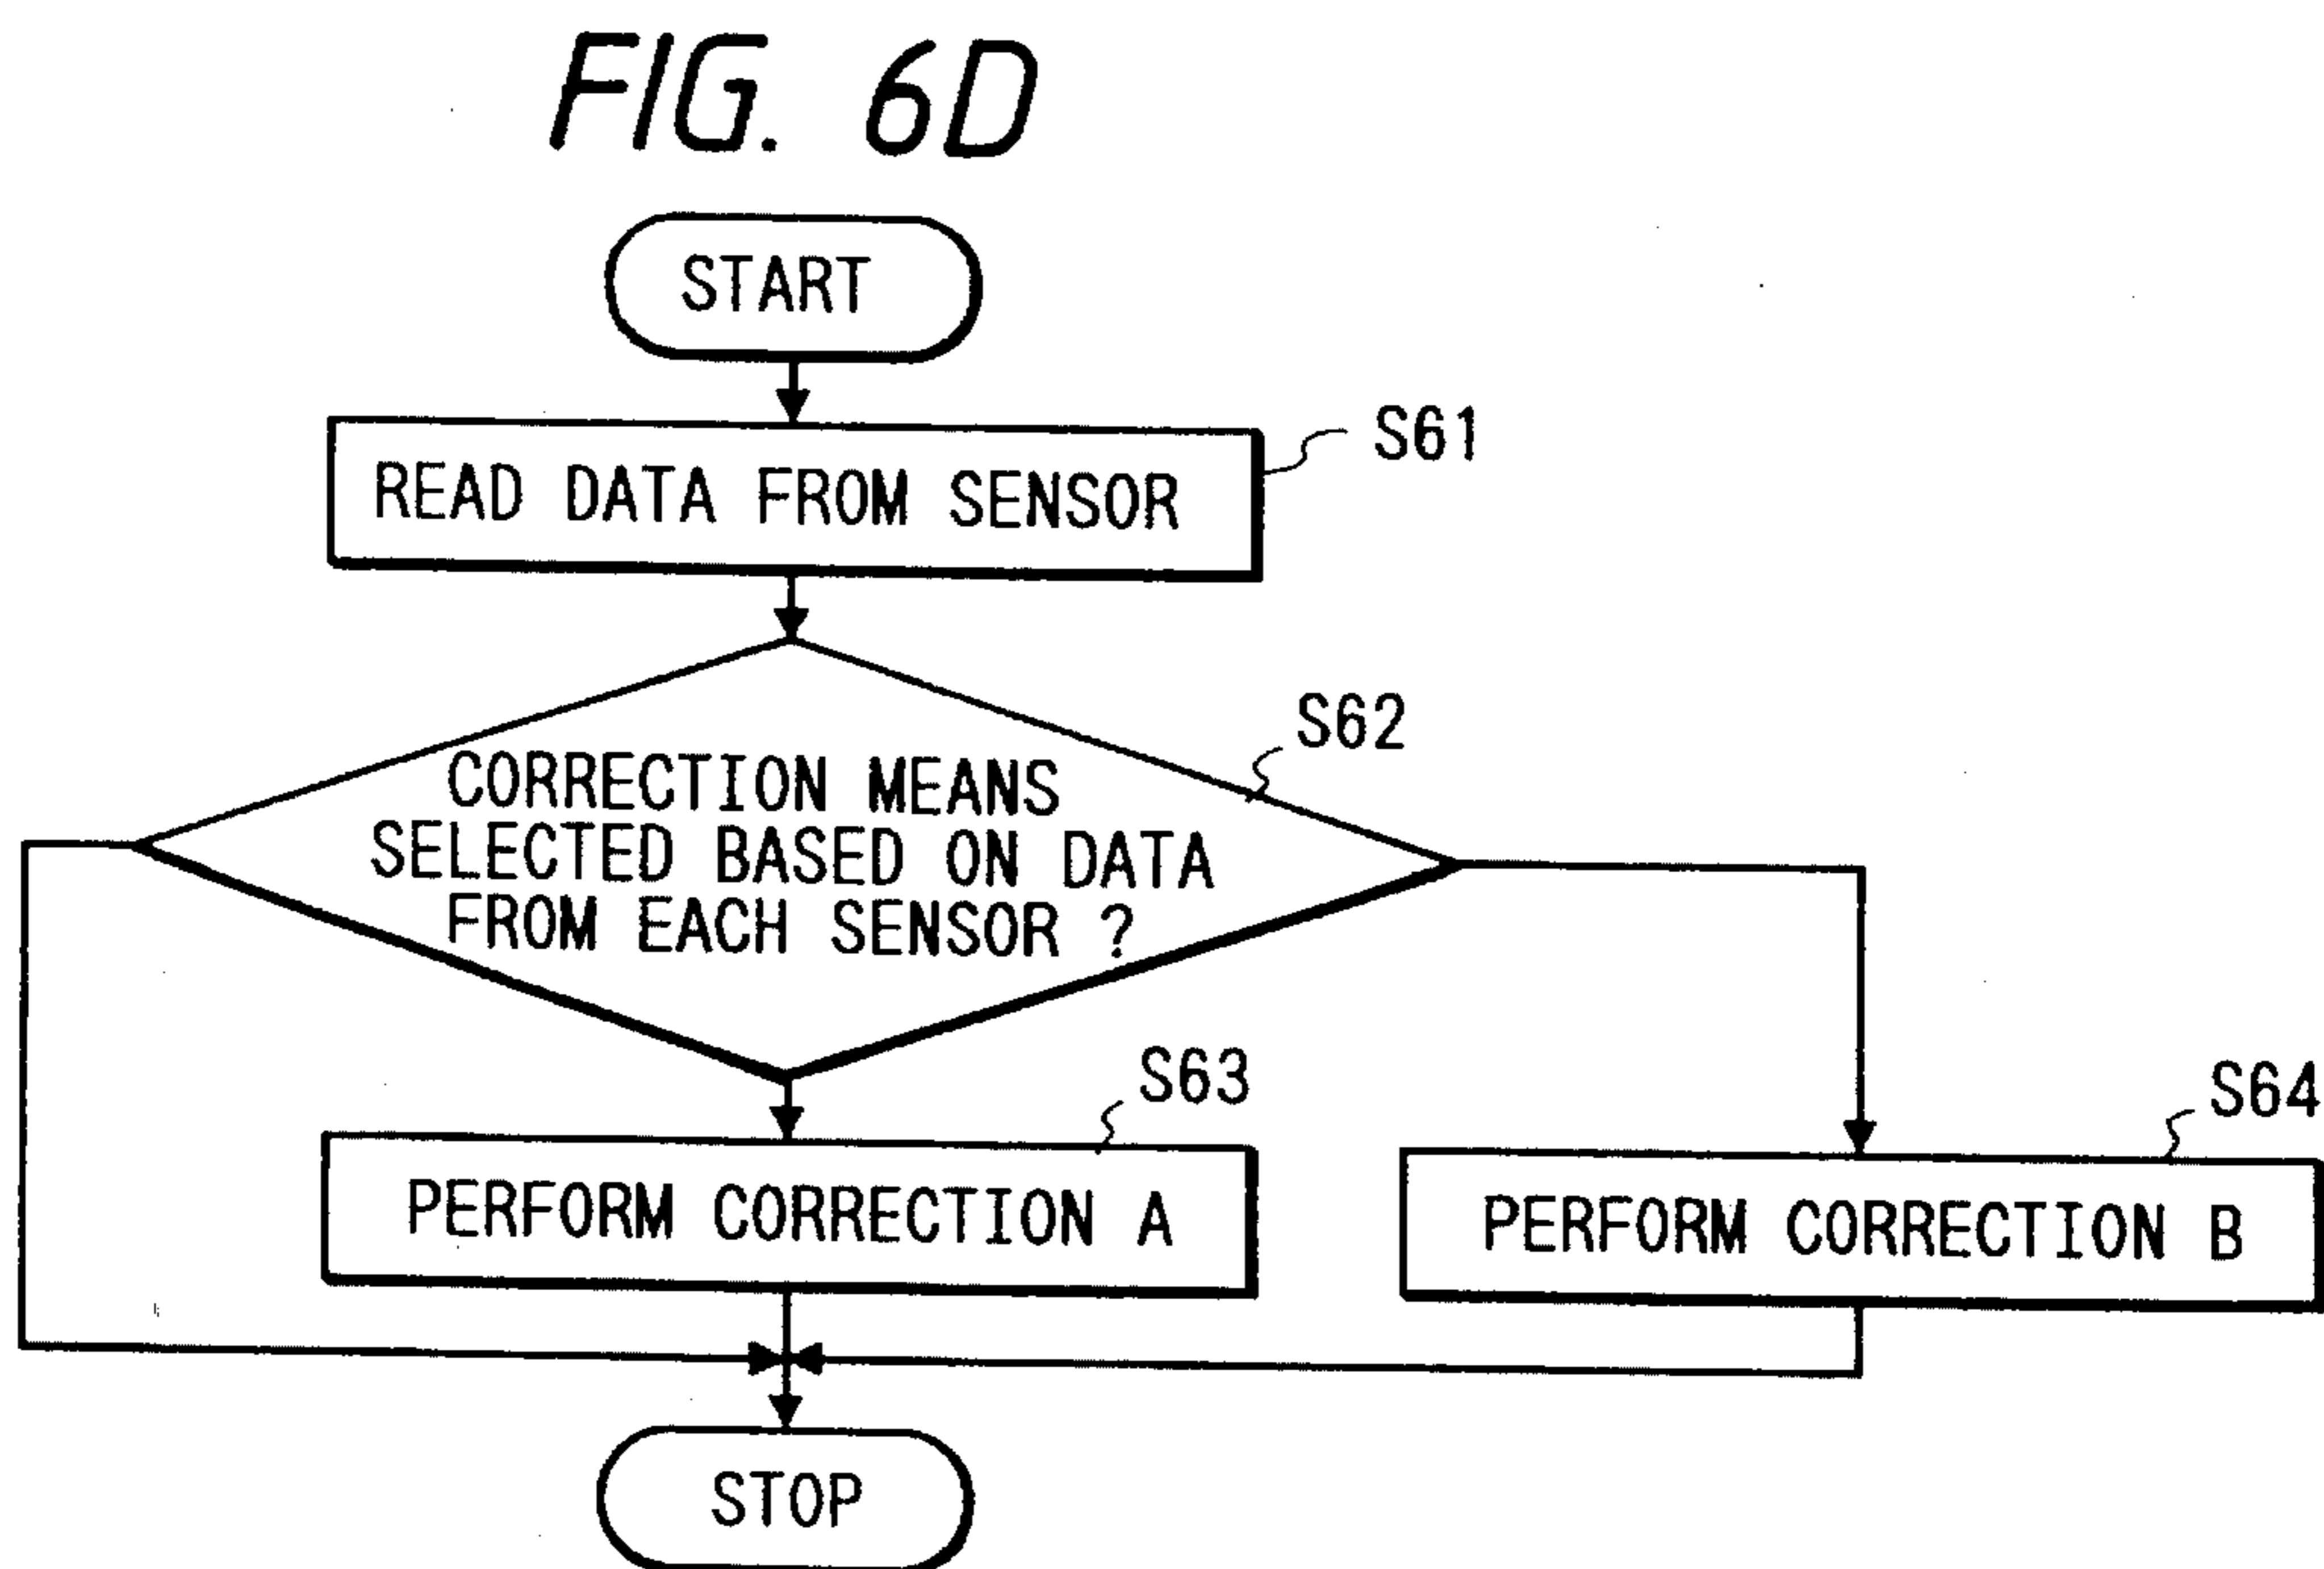 FIG. 6D
START
S61
READ DATA FROM SENSOR
S62
CORRECTION MEANS
SELECTED BASED ON DATA
FROM EACH SENSOR ?
S63
S64
PERFORM CORRECTION A
PERFORM CORRECTION B
STOP